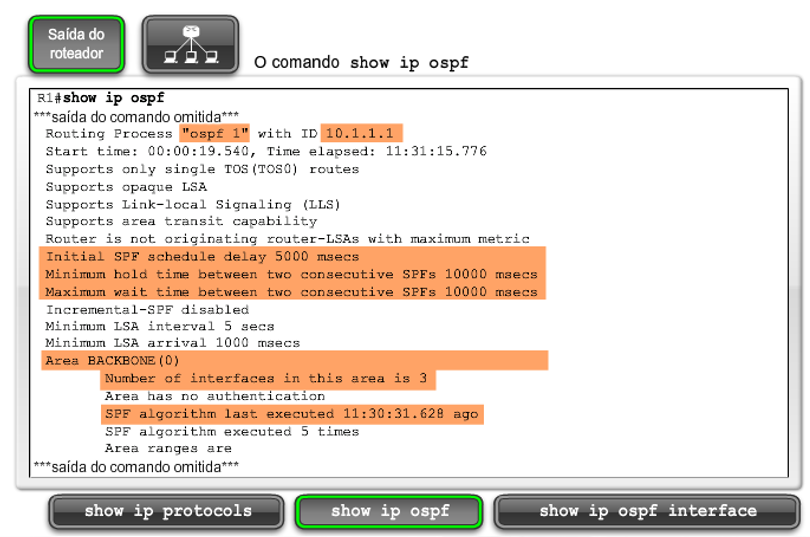 Saída do
roteador
O comando show ip ospf
R1#show ip ospf
***saída do comando omitida***
Routing Process "ospf 1" with ID 10.1.1.1
Start time: 00:00:19.540, Time elapsed: 11:31:15.776
Supports only single TOS(TOS0) routes
Supports opaque LSA
Supports Link-local Signaling (LLS)
Supports area transit capability
Router is not originating router-LSAs with maximum metric
Initial SPF schedule delay 5000 msecs
Minimum hold time between two consecutive SPFs 10000 msecs
Maximum wait time between two consecutive SPFs 10000 msecs
Incremental-SPF disabled
Minimum LSA interval 5 secs
Minimum LSA arrival 1000 msecs
Area BACKBONE(0)
Number of interfaces in this area is 3
Area has no authentication
SPF algorithm last executed 11:30:31.628 ago
SPF algorithm executed 5 times
Area ranges are
***saída do comando omitida***
show ip protocols show ip ospf show ip ospf interface